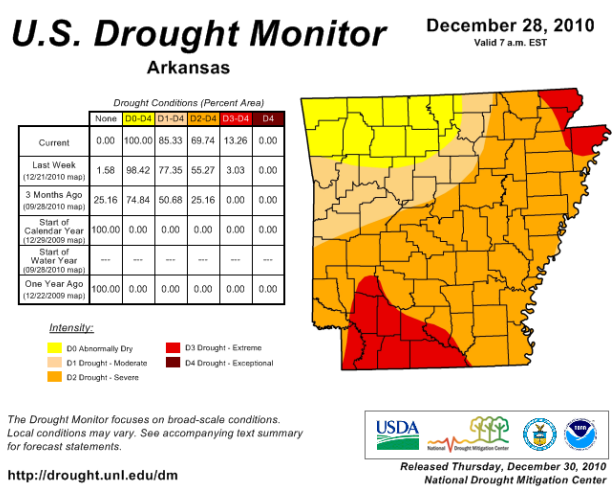 U.S. Drought Monitor
December 28, 2010
Valid 7 a.m. EST
Arkansas
Drought Conditions (Percent Area)
None D0-D4 D1-D4 D2-D4 D3-D4 D4
Current 0.00 100.00 85.33 69.74 13.26 0.00
Last Week
(12/21/2010 map) 1.58 98.42 77.35 55.27 3.03 0.00
3 Months Ago
(09/28/2010 map) 25.16 74.84 50.68 25.16 0.00 0.00
Start of
Calendar Year
(12/29/2009 map) 100.00 0.00 0.00 0.00 0.00 0.00
Start of
Water Year
(09/28/2010 map) --- --- --- --- --- ---
One Year Ago
(12/22/2009 map) 100.00 0.00 0.00 0.00 0.00 0.00
Intensity:
D0 Abnormally Dry
D1 Drought - Moderate
D2 Drought - Severe
D3 Drought - Extreme
D4 Drought - Exceptional
The Drought Monitor focuses on broad-scale conditions.
Local conditions may vary. See accompanying text summary
for forecast statements.
http://drought.unl.edu/dm
USDA
National Drought Mitigation Center
NOAA
Released Thursday, December 30, 2010
National Drought Mitigation Center